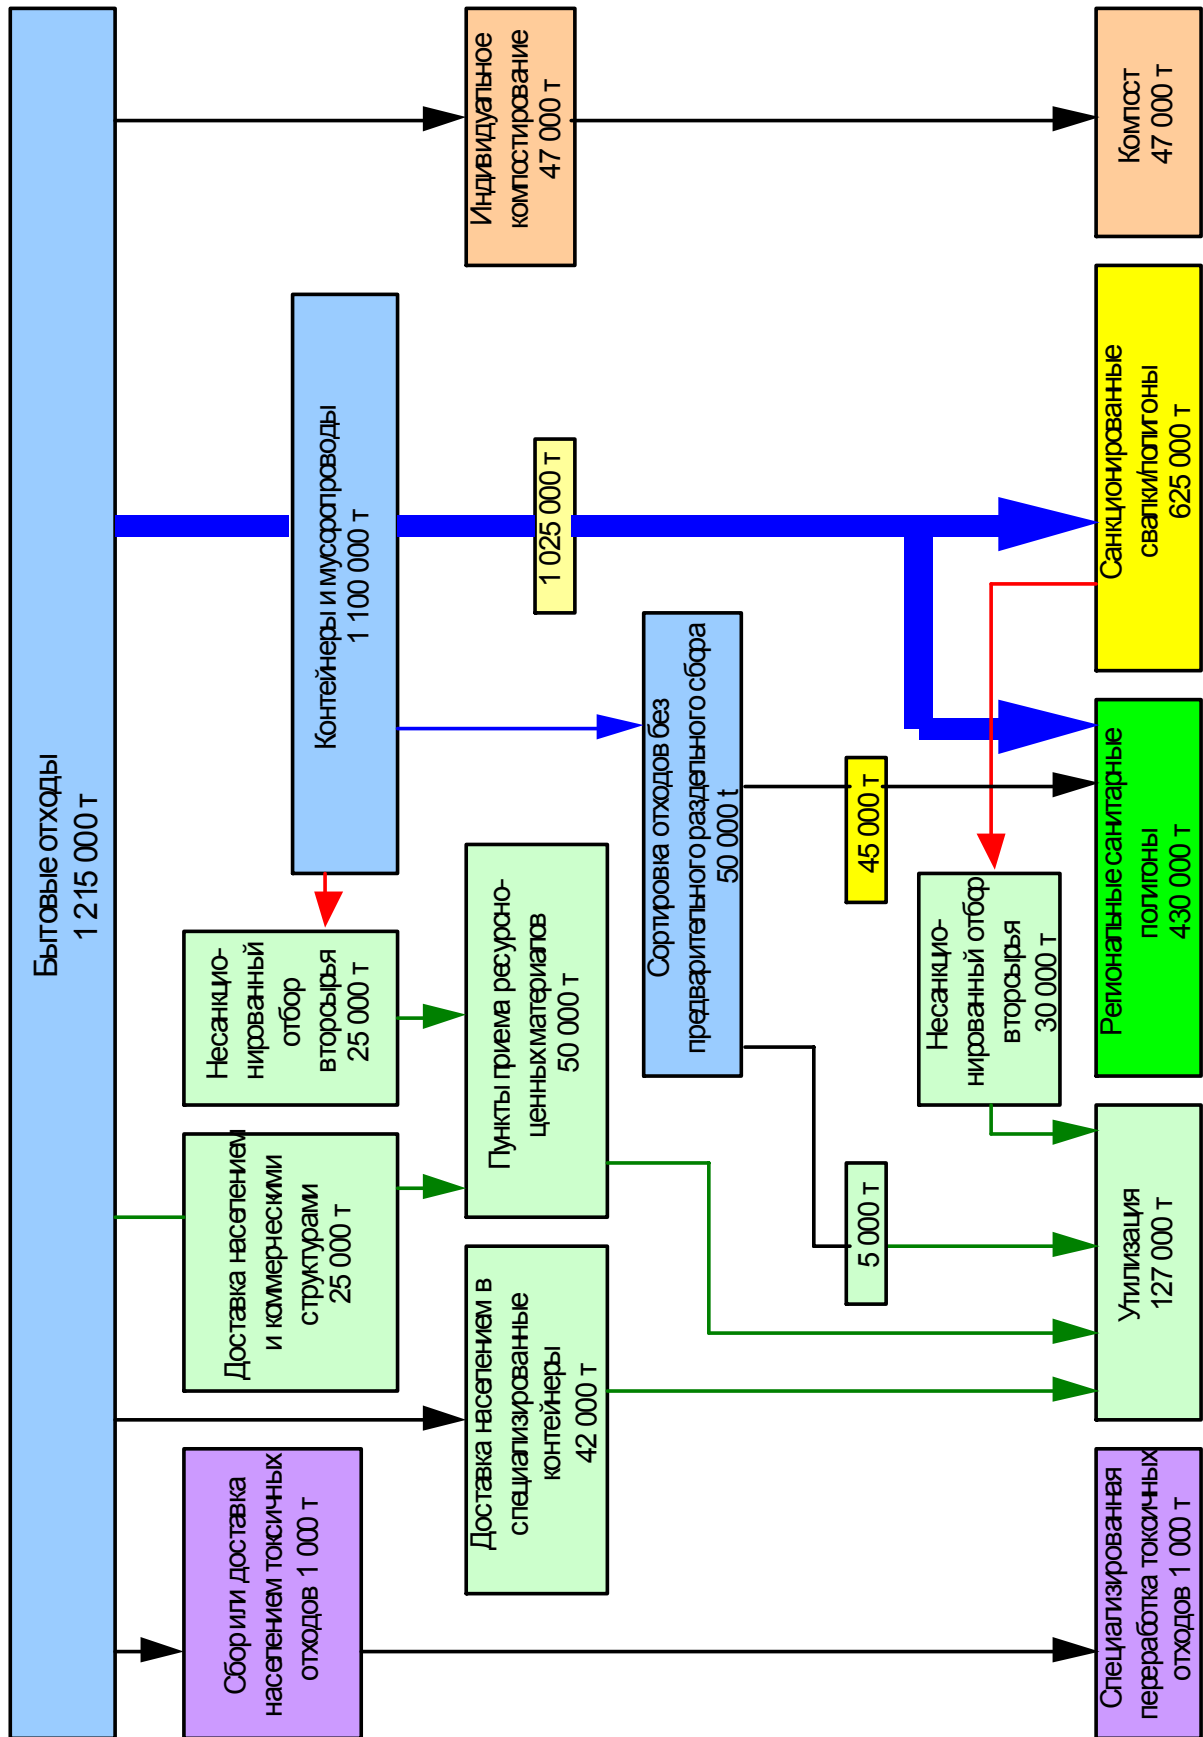 Бытовые отходы
1 215 000 т
Сбор или доставка
населением токсичных
отходов 1 000 т
Доставка населением
и коммерческими
структурами
25 000 т
Несанкцио-
нированный
отбор
вторсырья
25 000 т
Контейнеры и мусоропроводы
1 100 000 т
Доставка населением в
специализированные
контейнеры
42 000 т
Пункты приема ресурсно-
ценных материалов
50 000 т
1 025 000 т
Индивидуальное
компостирование
47 000 т
Сортировка отходов без
предварительного раздельного сбора
50 000 t
5 000 т
45 000 т
Несанкцио-
нированный отбор
вторсырья
30 000 т
Специализированная
переработка токсичных
отходов 1 000 т
Утилизация
127 000 т
Региональные санитарные
полигоны
430 000 т
Санкционированные
свалки/полигоны
625 000 т
Компост
47 000 т